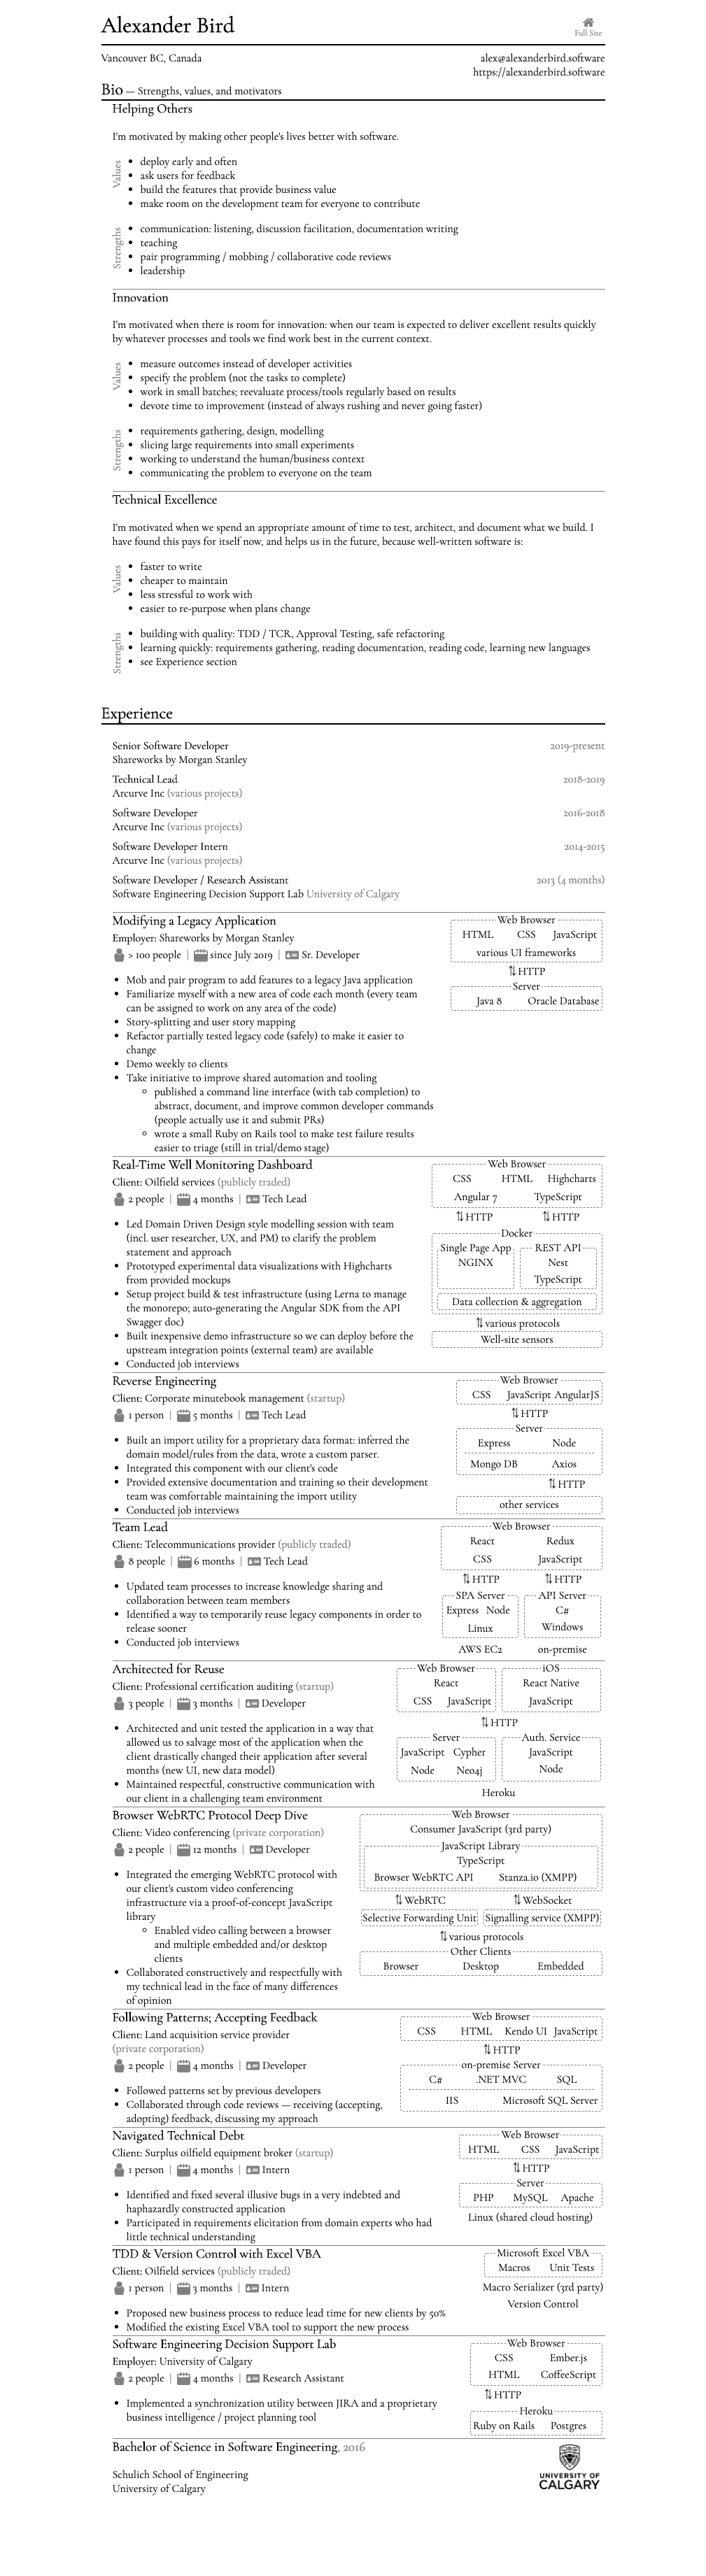 Alexander Bird
Full Site
Vancouver BC, Canada
alex@alexanderbird.software
https://alexanderbird.software
Bio — Strengths, values, and motivators
Helping Others
I'm motivated by making other people's lives better with software.
Values
• deploy early and often
• ask users for feedback
• build the features that provide business value
• make room on the development team for everyone to contribute
Strengths
• communication: listening, discussion facilitation, documentation writing
• teaching
• pair programming / mobbing / collaborative code reviews
• leadership
Innovation
I'm motivated when there is room for innovation: when our team is expected to deliver excellent results quickly
by whatever processes and tools we find work best in the current context.
Values
• measure outcomes instead of developer activities
• specify the problem (not the tasks to complete)
• work in small batches; reevaluate process/tools regularly based on results
• devote time to improvement (instead of always rushing and never going faster)
Strengths
• requirements gathering, design, modelling
• slicing large requirements into small experiments
• working to understand the human/business context
• communicating the problem to everyone on the team
Technical Excellence
I'm motivated when we spend an appropriate amount of time to test, architect, and document what we build. I
have found this pays for itself now, and helps us in the future, because well-written software is:
Values
• faster to write
• cheaper to maintain
• less stressful to work with
• easier to re-purpose when plans change
Strengths
• building with quality: TDD / TCR, Approval Testing, safe refactoring
• learning quickly: requirements gathering, reading documentation, reading code, learning new languages
• see Experience section
Experience
Senior Software Developer 2019-present
Shareworks by Morgan Stanley
Technical Lead 2018-2019
Arcurve Inc (various projects)
Software Developer 2016-2018
Arcurve Inc (various projects)
Software Developer Intern 2014-2015
Arcurve Inc (various projects)
Software Developer / Research Assistant 2013 (4 months)
Software Engineering Decision Support Lab University of Calgary
Modifying a Legacy Application
Employer: Shareworks by Morgan Stanley
> 100 people | since July 2019 | Sr. Developer
• Mob and pair program to add features to a legacy Java application
• Familiarize myself with a new area of code each month (every team
can be assigned to work on any area of the code)
• Story-splitting and user story mapping
• Refactor partially tested legacy code (safely) to make it easier to
change
• Demo weekly to clients
• Take initiative to improve shared automation and tooling
◦ published a command line interface (with tab completion) to
abstract, document, and improve common developer commands
(people actually use it and submit PRs)
◦ wrote a small Ruby on Rails tool to make test failure results
easier to triage (still in trial/demo stage)
Web Browser
HTML CSS JavaScript
various UI frameworks
⇅ HTTP
Server
Java 8 Oracle Database
Real-Time Well Monitoring Dashboard
Client: Oilfield services (publicly traded)
2 people | 4 months | Tech Lead
• Led Domain Driven Design style modelling session with team
(incl. user researcher, UX, and PM) to clarify the problem
statement and approach
• Prototyped experimental data visualizations with Highcharts
from provided mockups
• Setup project build & test infrastructure (using Lerna to manage
the monorepo; auto-generating the Angular SDK from the API
Swagger doc)
• Built inexpensive demo infrastructure so we can deploy before the
upstream integration points (external team) are available
• Conducted job interviews
Web Browser
CSS HTML Highcharts
Angular 7 TypeScript
⇅ HTTP ⇅ HTTP
Docker
Single Page App REST API
NGINX Nest
TypeScript
Data collection & aggregation
⇅ various protocols
Well-site sensors
Reverse Engineering
Client: Corporate minutebook management (startup)
1 person | 5 months | Tech Lead
• Built an import utility for a proprietary data format: inferred the
domain model/rules from the data, wrote a custom parser.
• Integrated this component with our client's code
• Provided extensive documentation and training so their development
team was comfortable maintaining the import utility
• Conducted job interviews
Web Browser
CSS JavaScript AngularJS
⇅ HTTP
Server
Express Node
Mongo DB Axios
⇅ HTTP
other services
Team Lead
Client: Telecommunications provider (publicly traded)
8 people | 6 months | Tech Lead
• Updated team processes to increase knowledge sharing and
collaboration between team members
• Identified a way to temporarily reuse legacy components in order to
release sooner
• Conducted job interviews
Web Browser
React Redux
CSS JavaScript
⇅ HTTP ⇅ HTTP
SPA Server API Server
Express Node C#
Linux Windows
AWS EC2 on-premise
Architected for Reuse
Client: Professional certification auditing (startup)
3 people | 3 months | Developer
• Architected and unit tested the application in a way that
allowed us to salvage most of the application when the
client drastically changed their application after several
months (new UI, new data model)
• Maintained respectful, constructive communication with
our client in a challenging team environment
Web Browser iOS
React React Native
CSS JavaScript JavaScript
⇅ HTTP
Server Auth. Service
JavaScript Cypher JavaScript
Node Neo4j Node
Heroku
Browser WebRTC Protocol Deep Dive
Client: Video conferencing (private corporation)
2 people | 12 months | Developer
• Integrated the emerging WebRTC protocol with
our client's custom video conferencing
infrastructure via a proof-of-concept JavaScript
library
◦ Enabled video calling between a browser
and multiple embedded and/or desktop
clients
• Collaborated constructively and respectfully with
my technical lead in the face of many differences
of opinion
Web Browser
Consumer JavaScript (3rd party)
JavaScript Library
TypeScript
Browser WebRTC API Stanza.io (XMPP)
⇅ WebRTC ⇅ WebSocket
Selective Forwarding Unit Signalling service (XMPP)
⇅ various protocols
Other Clients
Browser Desktop Embedded
Following Patterns; Accepting Feedback
Client: Land acquisition service provider
(private corporation)
2 people | 4 months | Developer
• Followed patterns set by previous developers
• Collaborated through code reviews — receiving (accepting,
adopting) feedback, discussing my approach
Web Browser
CSS HTML Kendo UI JavaScript
⇅ HTTP
on-premise Server
C# .NET MVC SQL
IIS Microsoft SQL Server
Navigated Technical Debt
Client: Surplus oilfield equipment broker (startup)
1 person | 4 months | Intern
• Identified and fixed several illusive bugs in a very indebted and
haphazardly constructed application
• Participated in requirements elicitation from domain experts who had
little technical understanding
Web Browser
HTML CSS JavaScript
⇅ HTTP
Server
PHP MySQL Apache
Linux (shared cloud hosting)
TDD & Version Control with Excel VBA
Client: Oilfield services (publicly traded)
1 person | 3 months | Intern
• Proposed new business process to reduce lead time for new clients by 50%
• Modified the existing Excel VBA tool to support the new process
Microsoft Excel VBA
Macros Unit Tests
Macro Serializer (3rd party)
Version Control
Software Engineering Decision Support Lab
Employer: University of Calgary
2 people | 4 months | Research Assistant
• Implemented a synchronization utility between JIRA and a proprietary
business intelligence / project planning tool
Web Browser
CSS Ember.js
HTML CoffeeScript
⇅ HTTP
Heroku
Ruby on Rails Postgres
Bachelor of Science in Software Engineering, 2016
Schulich School of Engineering
University of Calgary
UNIVERSITY OF
CALGARY